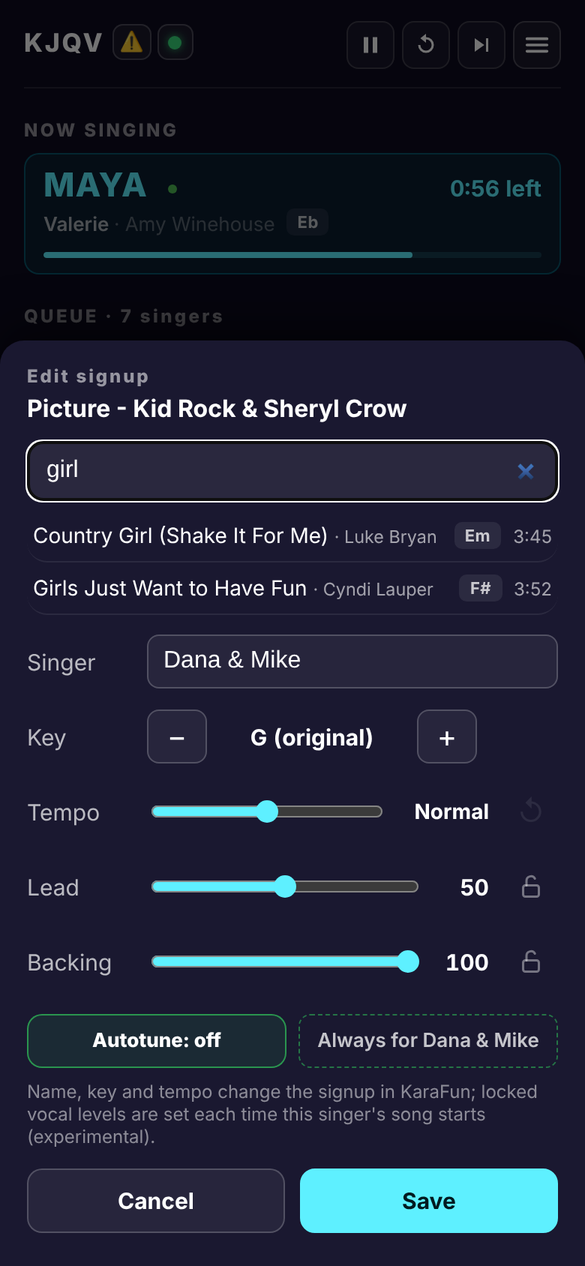 KJQV
NOW SINGING
MAYA 0:56 left
Valerie · Amy Winehouse Eb
QUEUE · 7 singers
Edit signup
Picture - Kid Rock & Sheryl Crow
girl
Country Girl (Shake It For Me) · Luke Bryan Em 3:45
Girls Just Want to Have Fun · Cyndi Lauper F# 3:52
Singer Dana & Mike
Key − G (original) +
Tempo Normal
Lead 50
Backing 100
Autotune: off Always for Dana & Mike
Name, key and tempo change the signup in KaraFun; locked
vocal levels are set each time this singer's song starts
(experimental).
Cancel Save